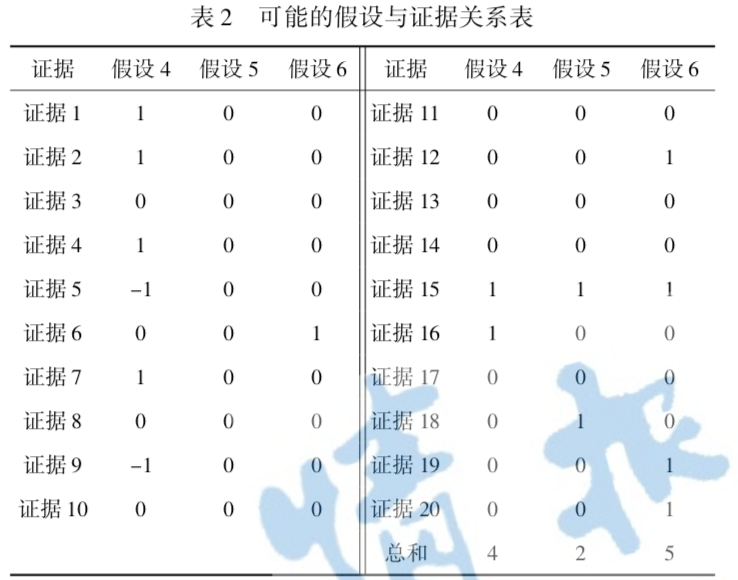 表 2 可能的假设与证据关系表
证据 假设 4 假设 5 假设 6 证据 假设 4 假设 5 假设 6
证据 1 1 0 0 证据 11 0 0 0
证据 2 1 0 0 证据 12 0 0 1
证据 3 0 0 0 证据 13 0 0 0
证据 4 1 0 0 证据 14 0 0 0
证据 5 –1 0 0 证据 15 1 1 1
证据 6 0 0 1 证据 16 1 0 0
证据 7 1 0 0 证据 17 0 0 0
证据 8 0 0 0 证据 18 0 1 0
证据 9 –1 0 0 证据 19 0 0 1
证据 10 0 0 0 证据 20 0 0 1
总和 4 2 5
情报